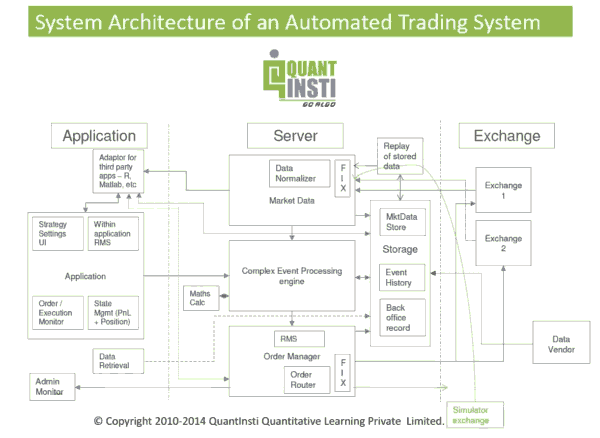 System Architecture of an Automated Trading System
QUANT
INSTI
GO ALGO
Application
Server
Exchange
Adaptor for
third party
apps – R,
Matlab, etc
Data
Normalizer
FIX
Market Data
Replay
of stored
data
Exchange
1
Exchange
2
Strategy
Settings
UI
Within
application
RMS
Application
Order /
Execution
Monitor
State
Mgmt (PnL
+ Position)
MktData
Store
Storage
Event
History
Back
office
record
Complex Event Processing
engine
Maths
Calc
RMS
Order Manager
Order
Router
FIX
Data
Retrieval
Admin
Monitor
Data
Vendor
Simulator
exchange
© Copyright 2010-2014 QuantInsti Quantitative Learning Private Limited.